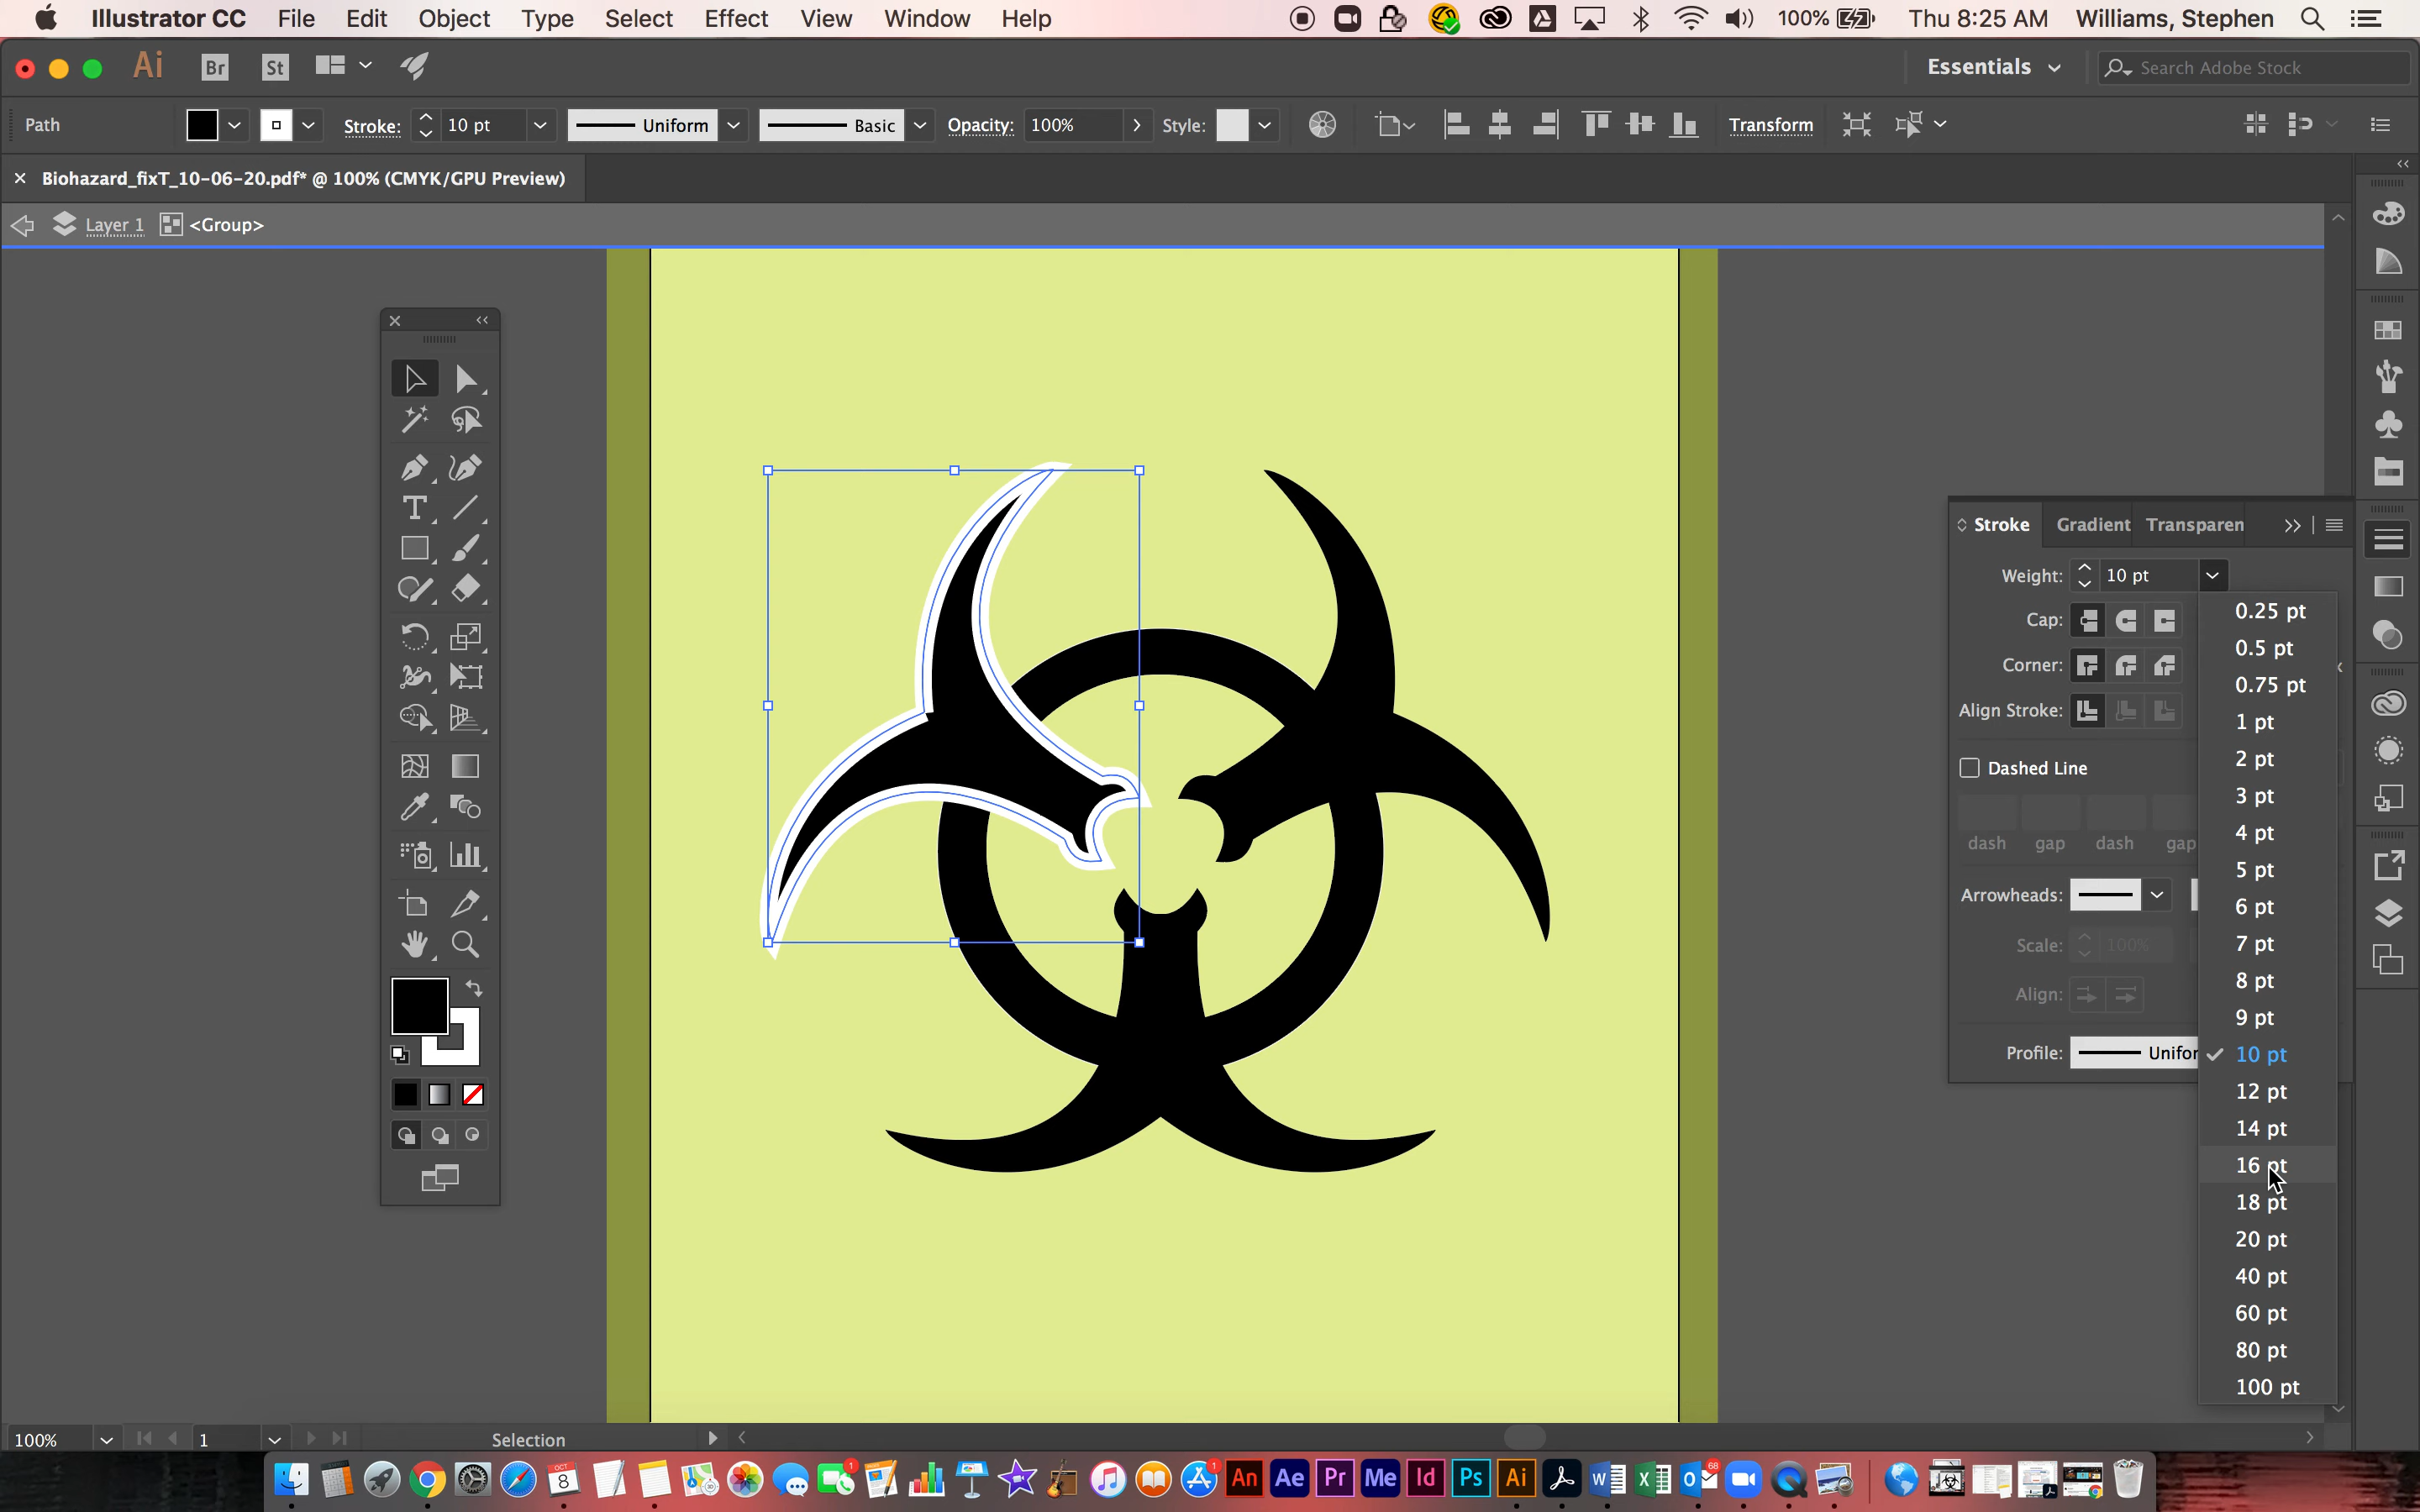 Illustrator CC File Edit Object Type Select Effect View Window Help 100% Thu 8:25 AM Williams, Stephen
Ai Br St Essentials Search Adobe Stock
Path Stroke: 10 pt Uniform Basic Opacity: 100% Style: Transform
Biohazard_fixT_10-06-20.pdf* @ 100% (CMYK/GPU Preview)
Layer 1 <Group>
Stroke Gradient Transparen
Weight: 10 pt
Cap:
Corner:
Align Stroke:
Dashed Line
dash gap dash gap
Arrowheads:
Scale: 100%
Align:
Profile: Unifor
0.25 pt
0.5 pt
0.75 pt
1 pt
2 pt
3 pt
4 pt
5 pt
6 pt
7 pt
8 pt
9 pt
10 pt
12 pt
14 pt
16 pt
18 pt
20 pt
40 pt
60 pt
80 pt
100 pt
100% 1 Selection
OCT
8
1
1
An Ae Pr Me Id Ps Ai
68